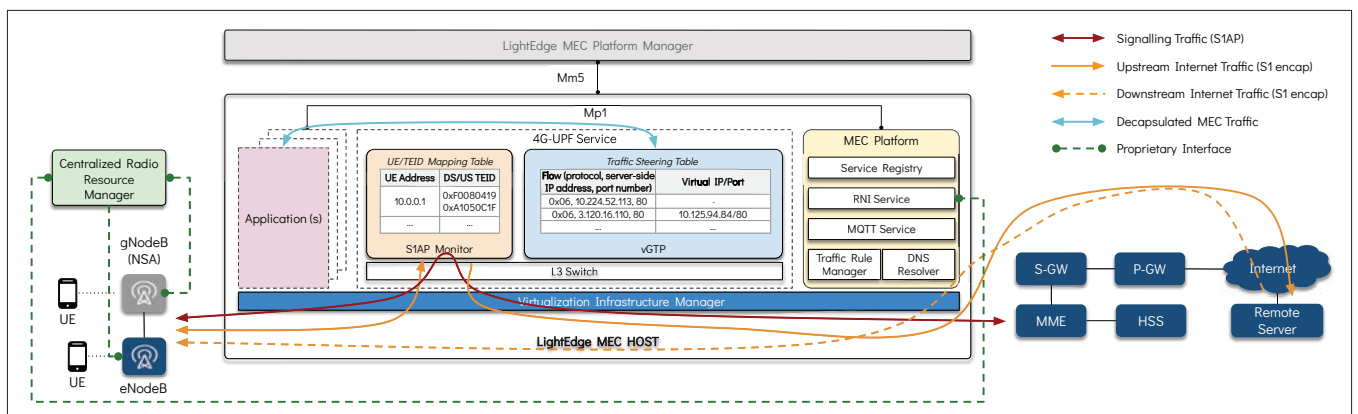 LightEdge MEC Platform Manager
Mm5
Signalling Traffic (S1AP)
Upstream Internet Traffic (S1 encap)
Downstream Internet Traffic (S1 encap)
Decapsulated MEC Traffic
Proprietary Interface
Mp1
4G-UPF Service
Application (s)
UE/TEID Mapping Table
UE Address
DS/US TEID
10.0.0.1
0xF0080419
0xA1050C1F
...
...
S1AP Monitor
Traffic Steering Table
Flow (protocol, server-side
IP address, port number)
Virtual IP/Port
0x06, 10.224.52.113, 80
-
0x06, 3.120.16.110, 80
10.125.94.84/80
...
...
vGTP
L3 Switch
MEC Platform
Service Registry
RNI Service
MQTT Service
Traffic Rule
Manager
DNS
Resolver
Virtualization Infrastructure Manager
LightEdge MEC HOST
Centralized Radio
Resource
Manager
gNodeB
(NSA)
UE
UE
eNodeB
S-GW
P-GW
Internet
MME
HSS
Remote
Server